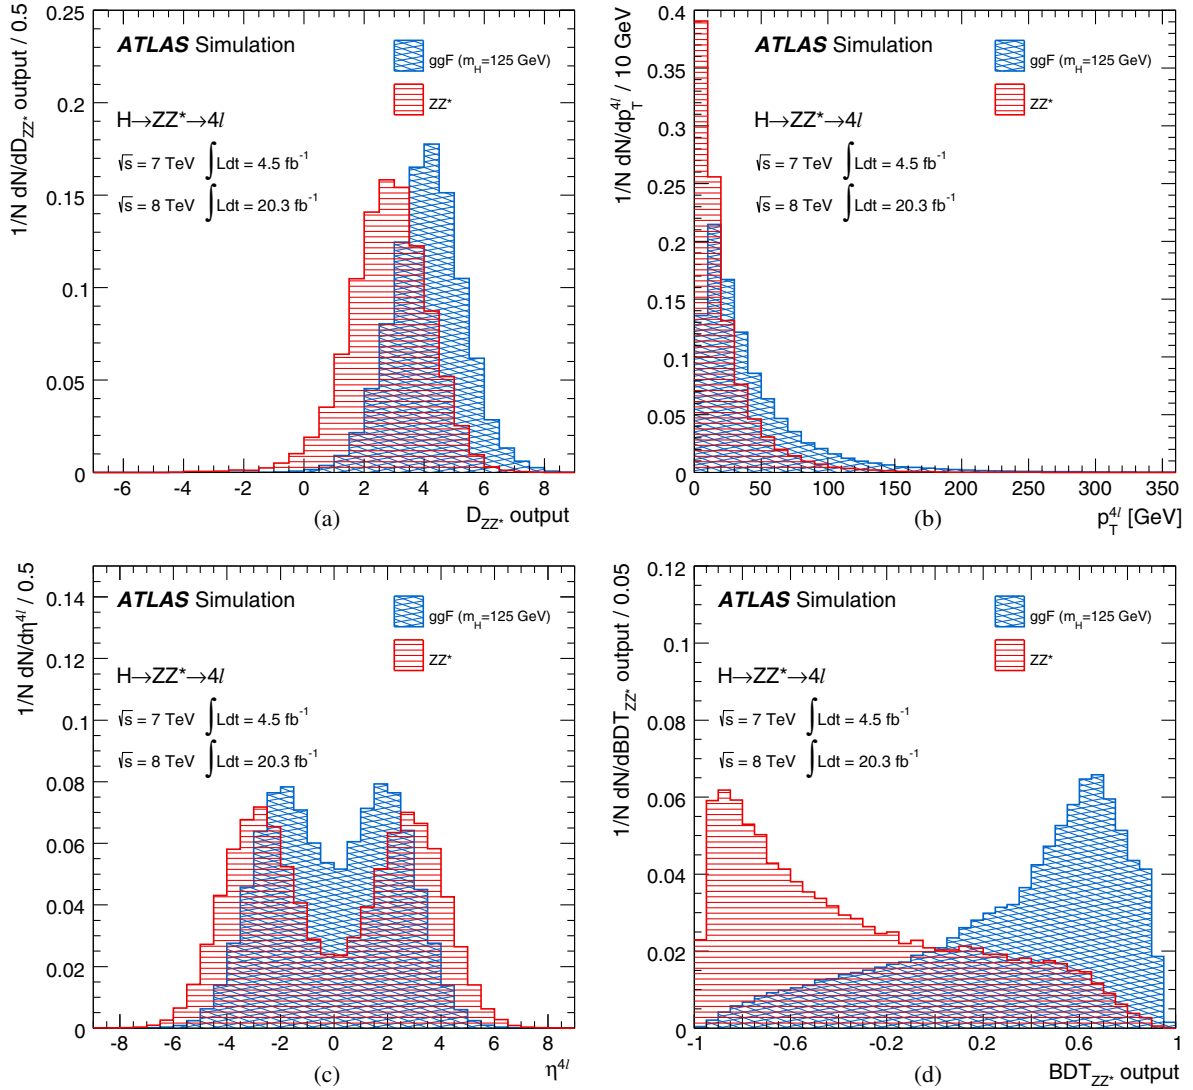 1/N dN/dD_ZZ* output / 0.5
ATLAS Simulation
ggF (m_H=125 GeV)
ZZ*
H→ZZ*→4l
√s = 7 TeV ∫Ldt = 4.5 fb⁻¹
√s = 8 TeV ∫Ldt = 20.3 fb⁻¹
0.25
0.2
0.15
0.1
0.05
0
-6 -4 -2 0 2 4 6 8
D_ZZ* output
(a)
1/N dN/dp_T^4l / 10 GeV
ATLAS Simulation
ggF (m_H=125 GeV)
ZZ*
H→ZZ*→4l
√s = 7 TeV ∫Ldt = 4.5 fb⁻¹
√s = 8 TeV ∫Ldt = 20.3 fb⁻¹
0.4
0.35
0.3
0.25
0.2
0.15
0.1
0.05
0
0 50 100 150 200 250 300 350
p_T^4l [GeV]
(b)
1/N dN/dη^4l / 0.5
ATLAS Simulation
ggF (m_H=125 GeV)
ZZ*
H→ZZ*→4l
√s = 7 TeV ∫Ldt = 4.5 fb⁻¹
√s = 8 TeV ∫Ldt = 20.3 fb⁻¹
0.14
0.12
0.1
0.08
0.06
0.04
0.02
0
-8 -6 -4 -2 0 2 4 6 8
η^4l
(c)
1/N dN/dBDT_ZZ* output / 0.05
ATLAS Simulation
ggF (m_H=125 GeV)
ZZ*
H→ZZ*→4l
√s = 7 TeV ∫Ldt = 4.5 fb⁻¹
√s = 8 TeV ∫Ldt = 20.3 fb⁻¹
0.12
0.1
0.08
0.06
0.04
0.02
0
-1 -0.6 -0.2 0.2 0.6 1
BDT_ZZ* output
(d)